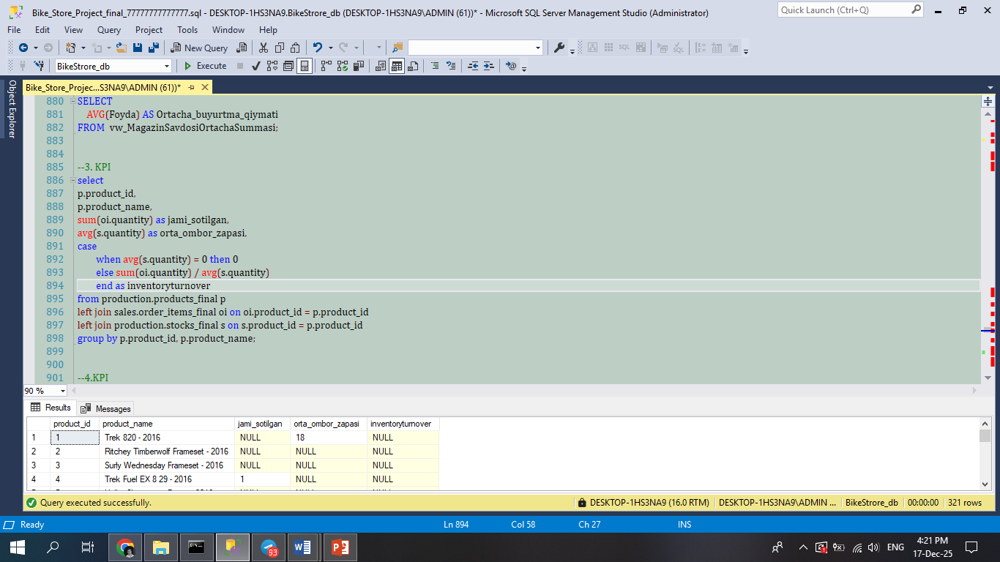 Bike_Store_Project_final_77777777777777.sql - DESKTOP-1HS3NA9.BikeStrore_db (DESKTOP-1HS3NA9\ADMIN (61))* - Microsoft SQL Server Management Studio (Administrator)
Quick Launch (Ctrl+Q)
File Edit View Query Project Tools Window Help
New Query
BikeStrore_db Execute
Object Explorer
Bike_Store_Projec...S3NA9\ADMIN (61))*
880 SELECT
881 AVG(Foyda) AS Ortacha_buyurtma_qiymati
882 FROM vw_MagazinSavdosiOrtachaSummasi;
883
884
885 --3. KPI
886 select
887 p.product_id,
888 p.product_name,
889 sum(oi.quantity) as jami_sotilgan,
890 avg(s.quantity) as orta_ombor_zapasi,
891 case
892 when avg(s.quantity) = 0 then 0
893 else sum(oi.quantity) / avg(s.quantity)
894 end as inventoryturnover
895 from production.products_final p
896 left join sales.order_items_final oi on oi.product_id = p.product_id
897 left join production.stocks_final s on s.product_id = p.product_id
898 group by p.product_id, p.product_name;
899
900
901 --4.KPI
90 %
Results Messages
product_id product_name jami_sotilgan orta_ombor_zapasi inventoryturnover
1 1 Trek 820 - 2016 NULL 18 NULL
2 2 Ritchey Timberwolf Frameset - 2016 NULL NULL NULL
3 3 Surly Wednesday Frameset - 2016 NULL NULL NULL
4 4 Trek Fuel EX 8 29 - 2016 1 NULL NULL
Query executed successfully. DESKTOP-1HS3NA9 (16.0 RTM) DESKTOP-1HS3NA9\ADMIN ... BikeStrore_db 00:00:00 321 rows
Ready Ln 894 Col 58 Ch 27 INS
93
ENG
4:21 PM
17-Dec-25